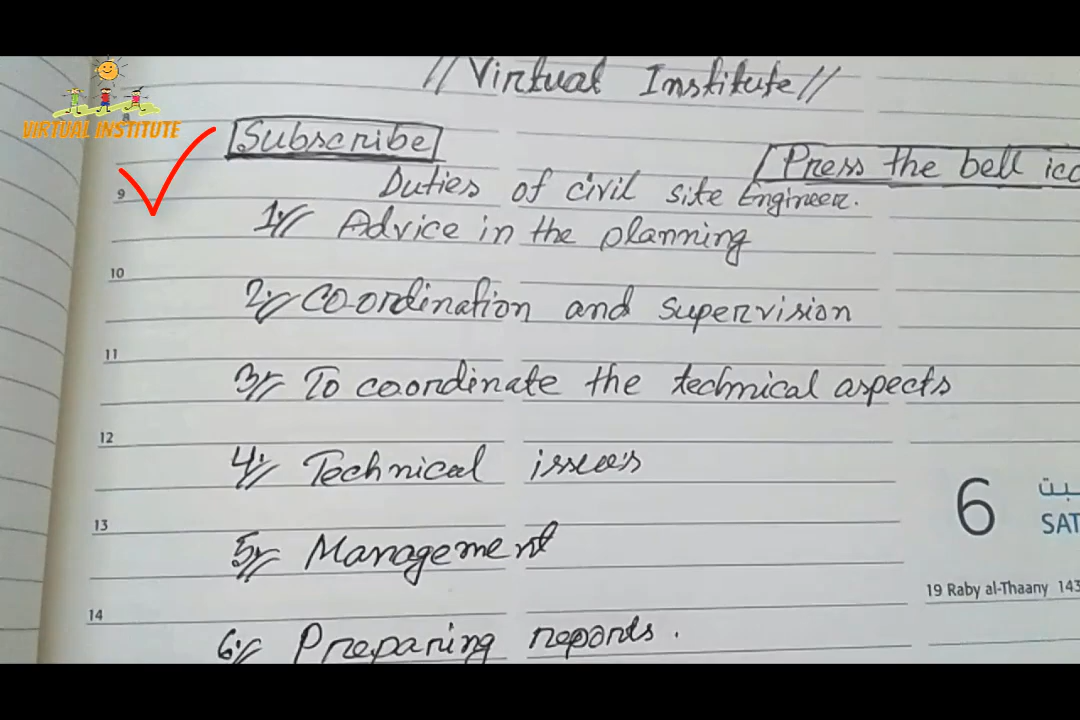 //Virtual Institute//
VIRTUAL INSTITUTE
8
Subscribe
Press the bell ico
9
Duties of civil site Engineer.
1. Advice in the planning
10
2. Co-ordination and supervision
11
3. To coordinate the technical aspects
12
4. Technical issues
6
SAT
13
5. Management
19 Raby al-Thaany 143
14
6. Preparing reports.